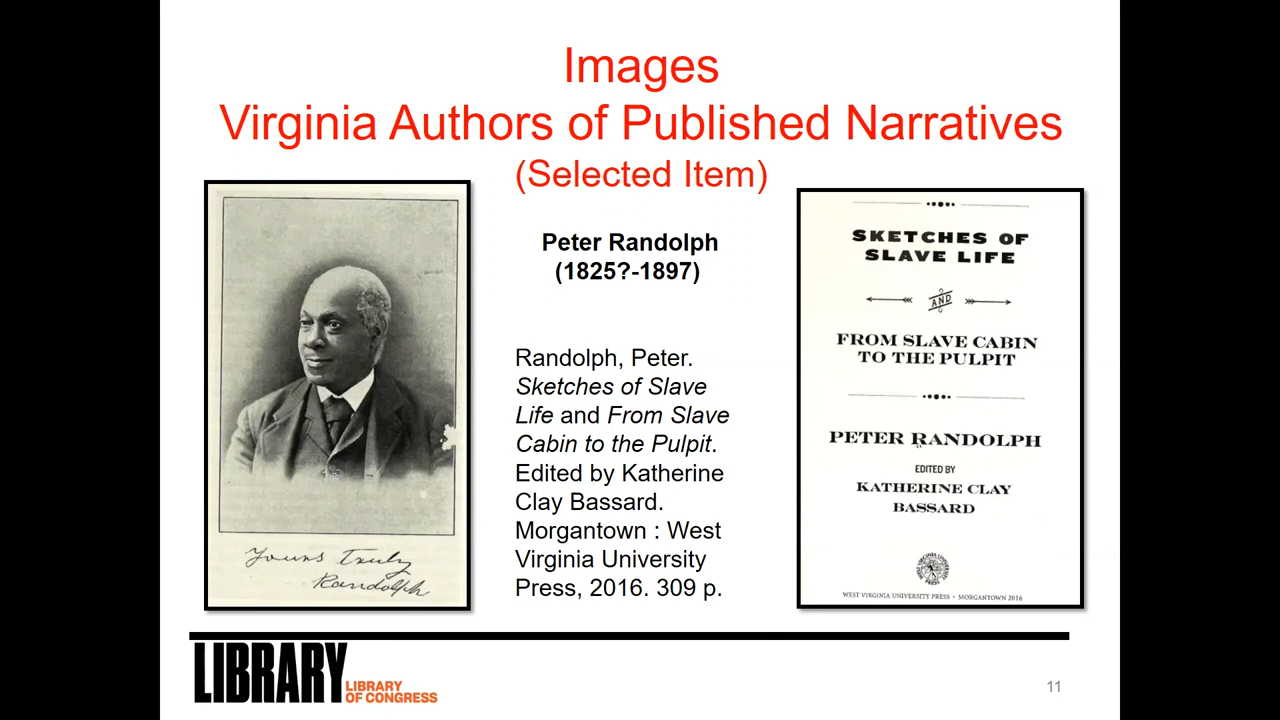 Images
Virginia Authors of Published Narratives
(Selected Item)
Peter Randolph
(1825?-1897)
Randolph, Peter.
Sketches of Slave
Life and From Slave
Cabin to the Pulpit.
Edited by Katherine
Clay Bassard.
Morgantown : West
Virginia University
Press, 2016. 309 p.
Yours Truly
Randolph
SKETCHES OF
SLAVE LIFE
AND
FROM SLAVE CABIN
TO THE PULPIT
PETER RANDOLPH
EDITED BY
KATHERINE CLAY
BASSARD
WEST VIRGINIA UNIVERSITY PRESS • MORGANTOWN 2016
LIBRARY
LIBRARY
OF CONGRESS
11